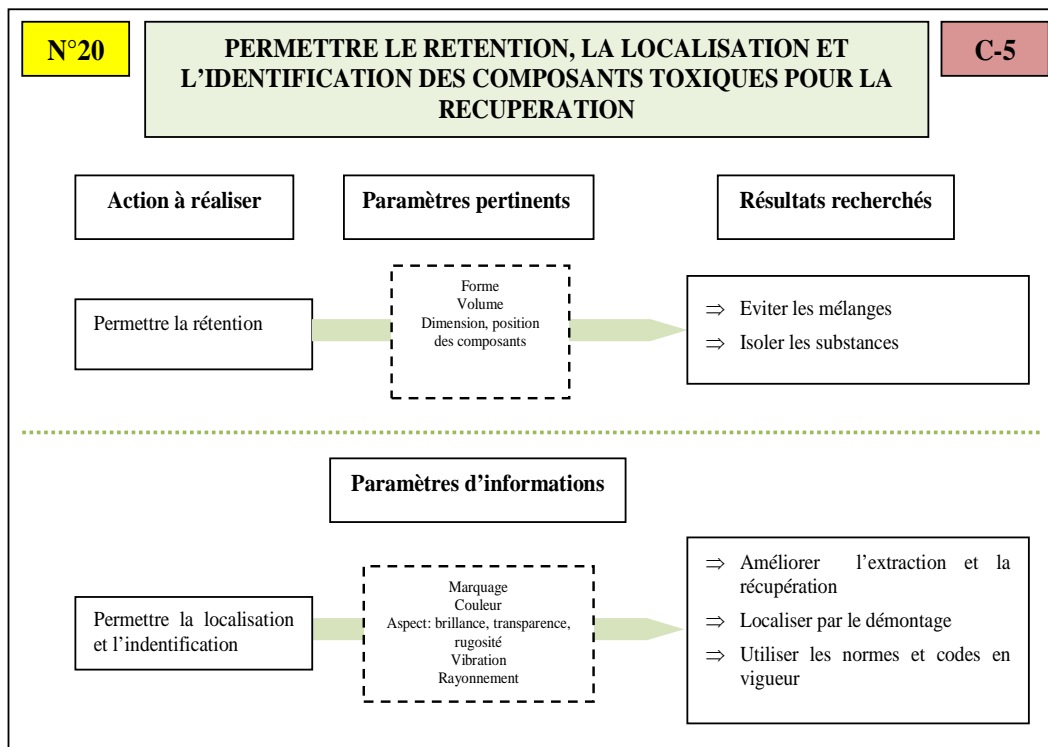 N°20
PERMETTRE LE RETENTION, LA LOCALISATION ET
L'IDENTIFICATION DES COMPOSANTS TOXIQUES POUR LA
RECUPERATION
C-5
Action à réaliser
Paramètres pertinents
Résultats recherchés
Permettre la rétention
Forme
Volume
Dimension, position
des composants
⇒ Eviter les mélanges
⇒ Isoler les substances
Paramètres d'informations
Permettre la localisation
et l'indentification
Marquage
Couleur
Aspect: brillance, transparence,
rugosité
Vibration
Rayonnement
⇒ Améliorer l'extraction et la
récupération
⇒ Localiser par le démontage
⇒ Utiliser les normes et codes en
vigueur